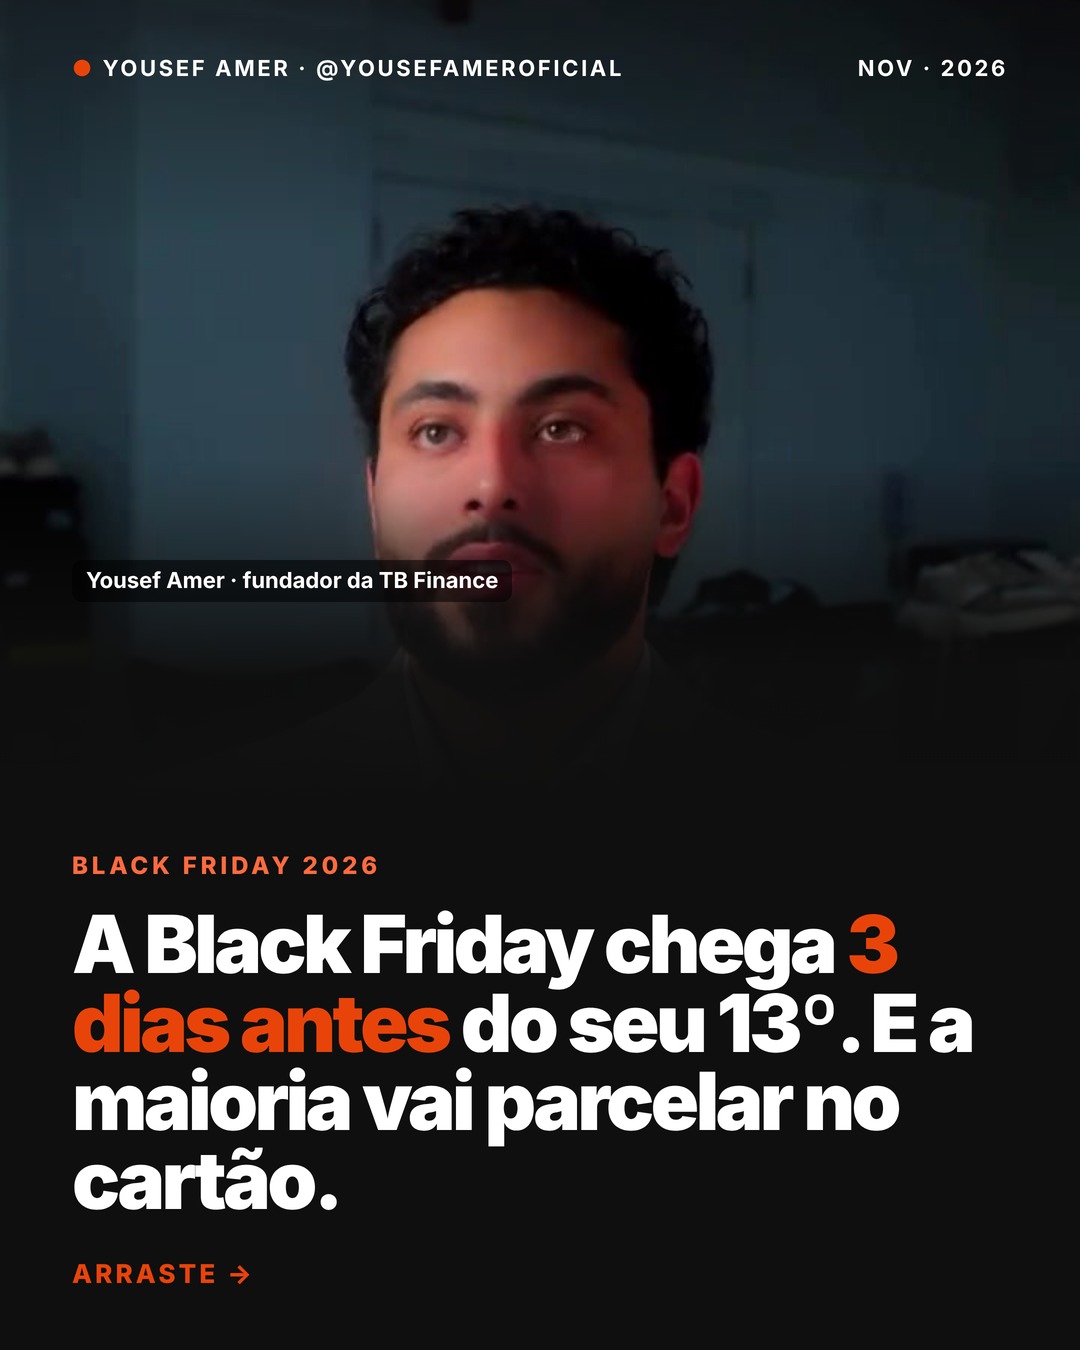 YOUSEF AMER · @YOUSEFAMEROFICIAL
NOV · 2026
Yousef Amer · fundador da TB Finance
BLACK FRIDAY 2026
A Black Friday chega 3
dias antes do seu 13º. E a
maioria vai parcelar no
cartão.
ARRASTE →